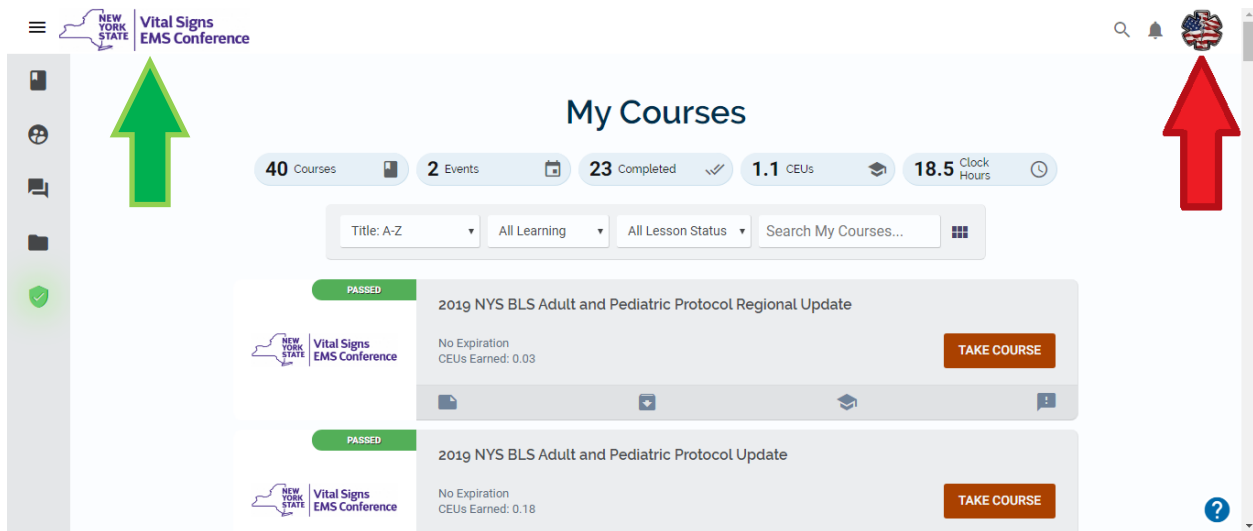 NEW YORK STATE
Vital Signs
EMS Conference
My Courses
40 Courses
2 Events
23 Completed
1.1 CEUs
18.5 Clock Hours
Title: A-Z
All Learning
All Lesson Status
Search My Courses...
PASSED
2019 NYS BLS Adult and Pediatric Protocol Regional Update
NEW YORK STATE
Vital Signs
EMS Conference
No Expiration
CEUs Earned: 0.03
TAKE COURSE
PASSED
2019 NYS BLS Adult and Pediatric Protocol Update
NEW YORK STATE
Vital Signs
EMS Conference
No Expiration
CEUs Earned: 0.18
TAKE COURSE
?